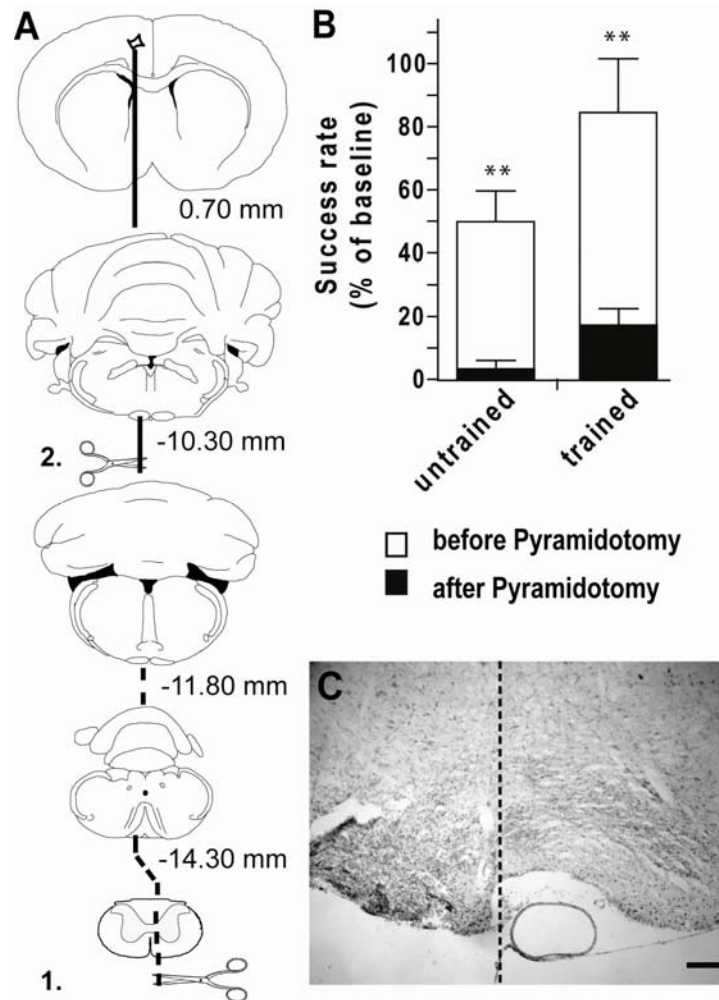 A
0.70 mm
-10.30 mm
2.
-11.80 mm
-14.30 mm
1.
B
Success rate
(% of baseline)
100
80
60
40
20
0
**
**
untrained
trained
before Pyramidotomy
after Pyramidotomy
C